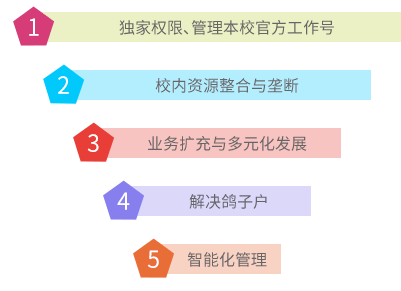 1 独家权限、管理本校官方工作号
2 校内资源整合与垄断
3 业务扩充与多元化发展
4 解决鸽子户
5 智能化管理